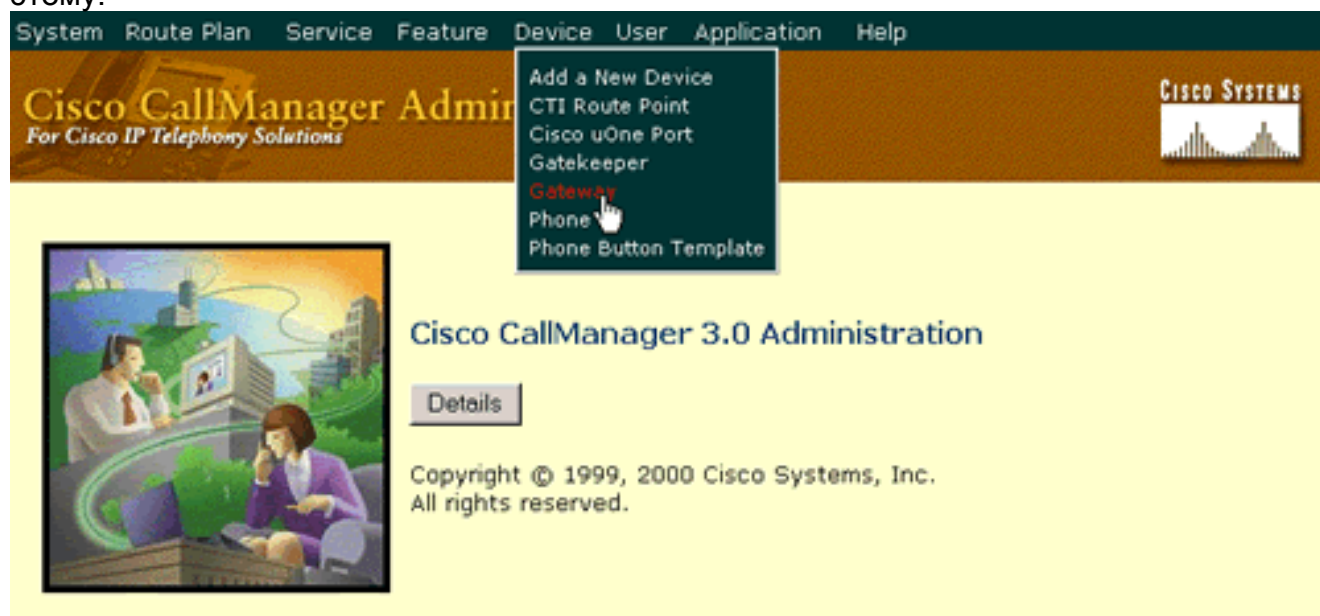 этому:
System Route Plan Service Feature Device User Application Help
Add a New Device
CTI Route Point
Cisco uOne Port
Gatekeeper
Gateway
Phone
Phone Button Template
Cisco CallManager Admin
For Cisco IP Telephony Solutions
CISCO SYSTEMS
Cisco CallManager 3.0 Administration
Details
Copyright © 1999, 2000 Cisco Systems, Inc.
All rights reserved.